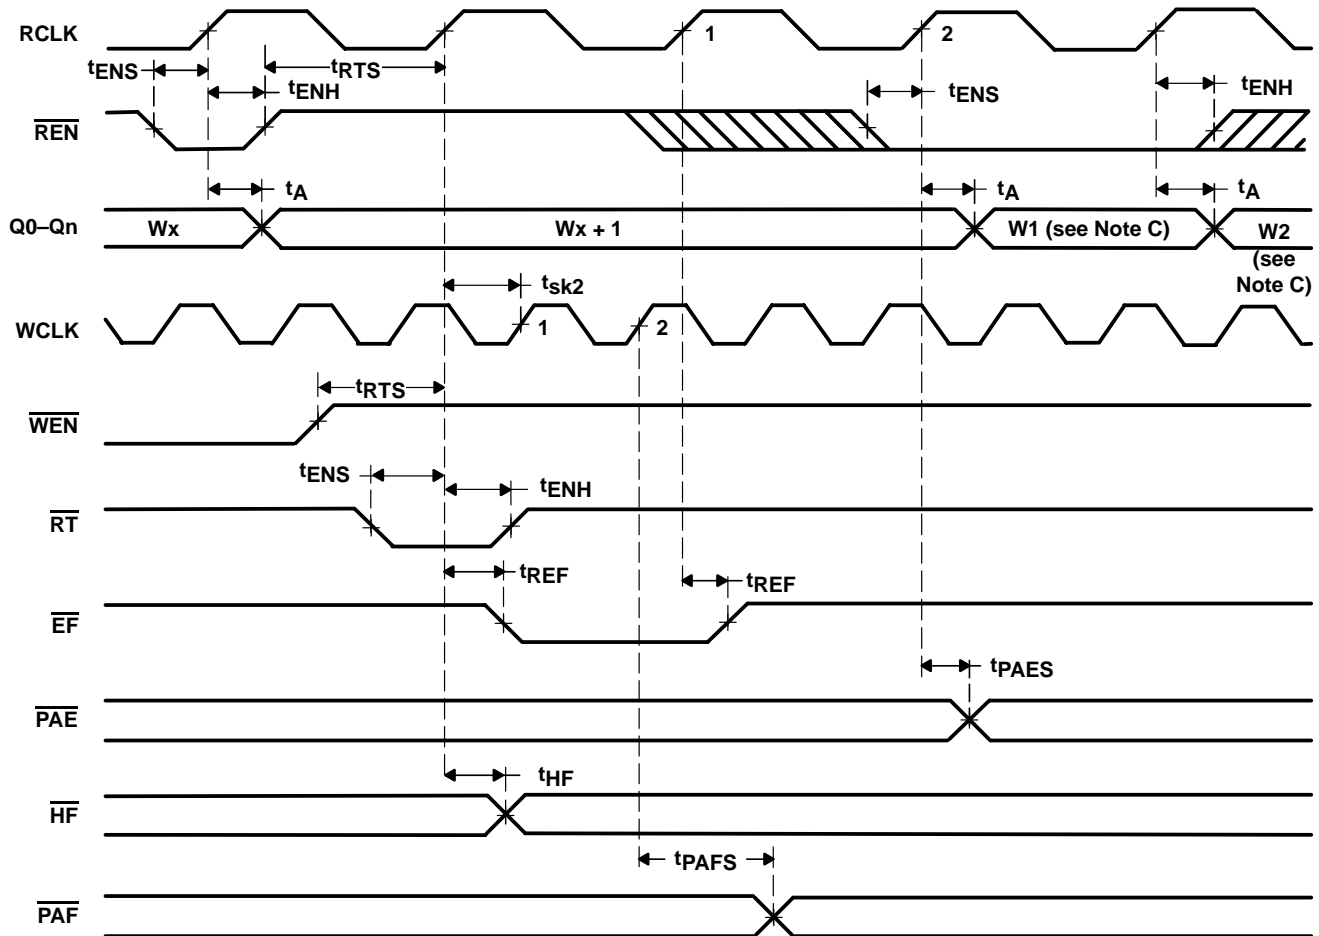 RCLK
1
2
tENS
tRTS
tENH
tENS
tENH
REN
tA
tA
tA
Q0–Qn
Wx
Wx + 1
W1 (see Note C)
W2
(see
Note C)
tsk2
WCLK
1
2
tRTS
WEN
tENS
tENH
RT
tREF
tREF
EF
tPAES
PAE
tHF
HF
tPAFS
PAF